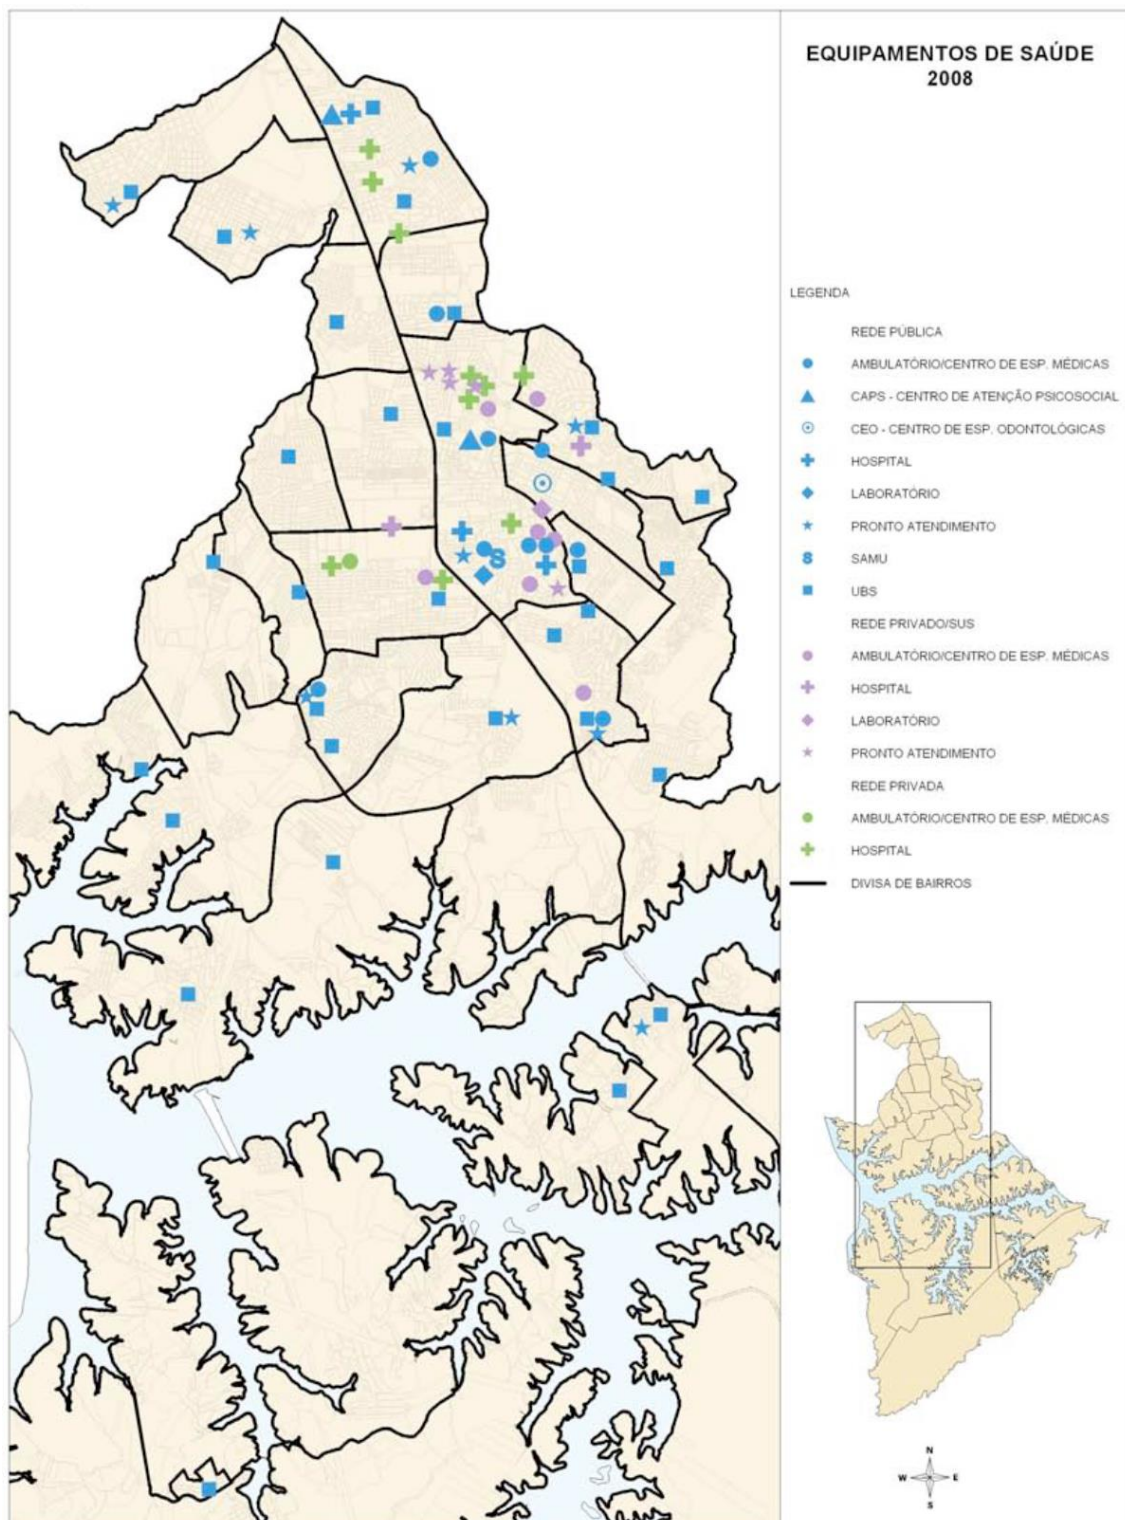 EQUIPAMENTOS DE SAÚDE
2008
LEGENDA
REDE PÚBLICA
AMBULATÓRIO/CENTRO DE ESP. MÉDICAS
CAPS - CENTRO DE ATENÇÃO PSICOSOCIAL
CEO - CENTRO DE ESP. ODONTOLÓGICAS
HOSPITAL
LABORATÓRIO
PRONTO ATENDIMENTO
S SAMU
UBS
REDE PRIVADO/SUS
AMBULATÓRIO/CENTRO DE ESP. MÉDICAS
HOSPITAL
LABORATÓRIO
PRONTO ATENDIMENTO
REDE PRIVADA
AMBULATÓRIO/CENTRO DE ESP. MÉDICAS
HOSPITAL
DIVISA DE BAIRROS
S
N
W E
S